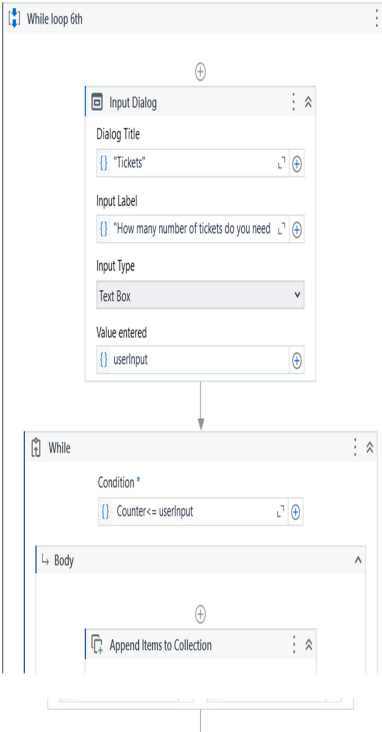 While loop 6th
Input Dialog
Dialog Title
{} "Tickets"
Input Label
{} "How many number of tickets do you need
Input Type
Text Box
Value entered
{} userInput
While
Condition *
{} Counter<= userInput
Body
Append Items to Collection